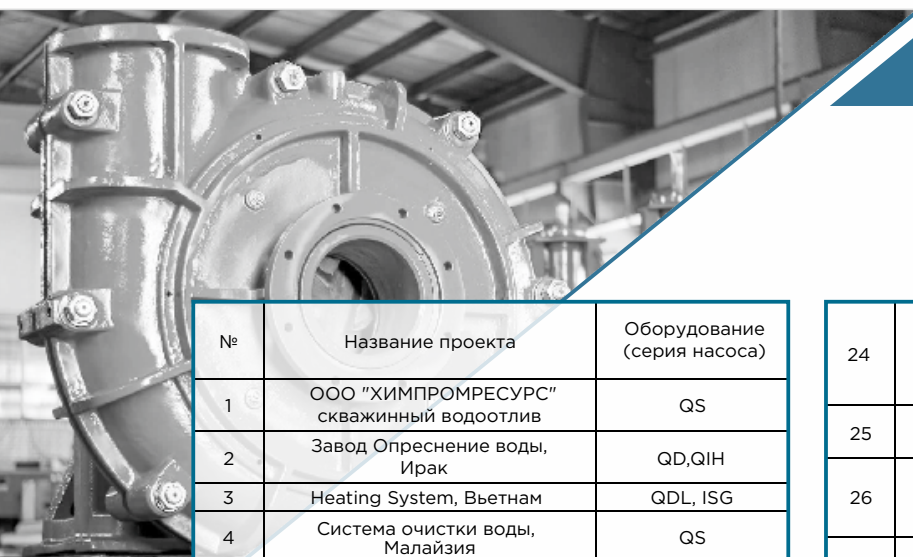 №
Название проекта
Оборудование
(серия насоса)
1
ООО "ХИМПРОМРЕСУРС"
скважинный водоотлив
QS
2
Завод Опреснение воды,
Ирак
QD,QIH
3
Heating System, Вьетнам
QDL, ISG
4
Система очистки воды,
Малайзия
QS
24
25
26